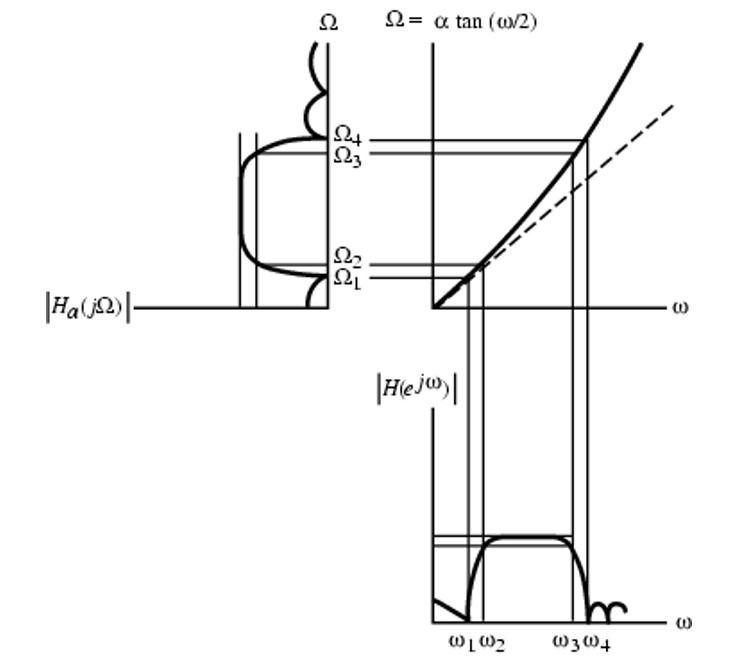 Ω
Ω = α tan (ω/2)
Ω4
Ω3
Ω2
Ω1
|Ha(jΩ)|
ω
|H(e^jω)|
ω
ω1 ω2 ω3 ω4